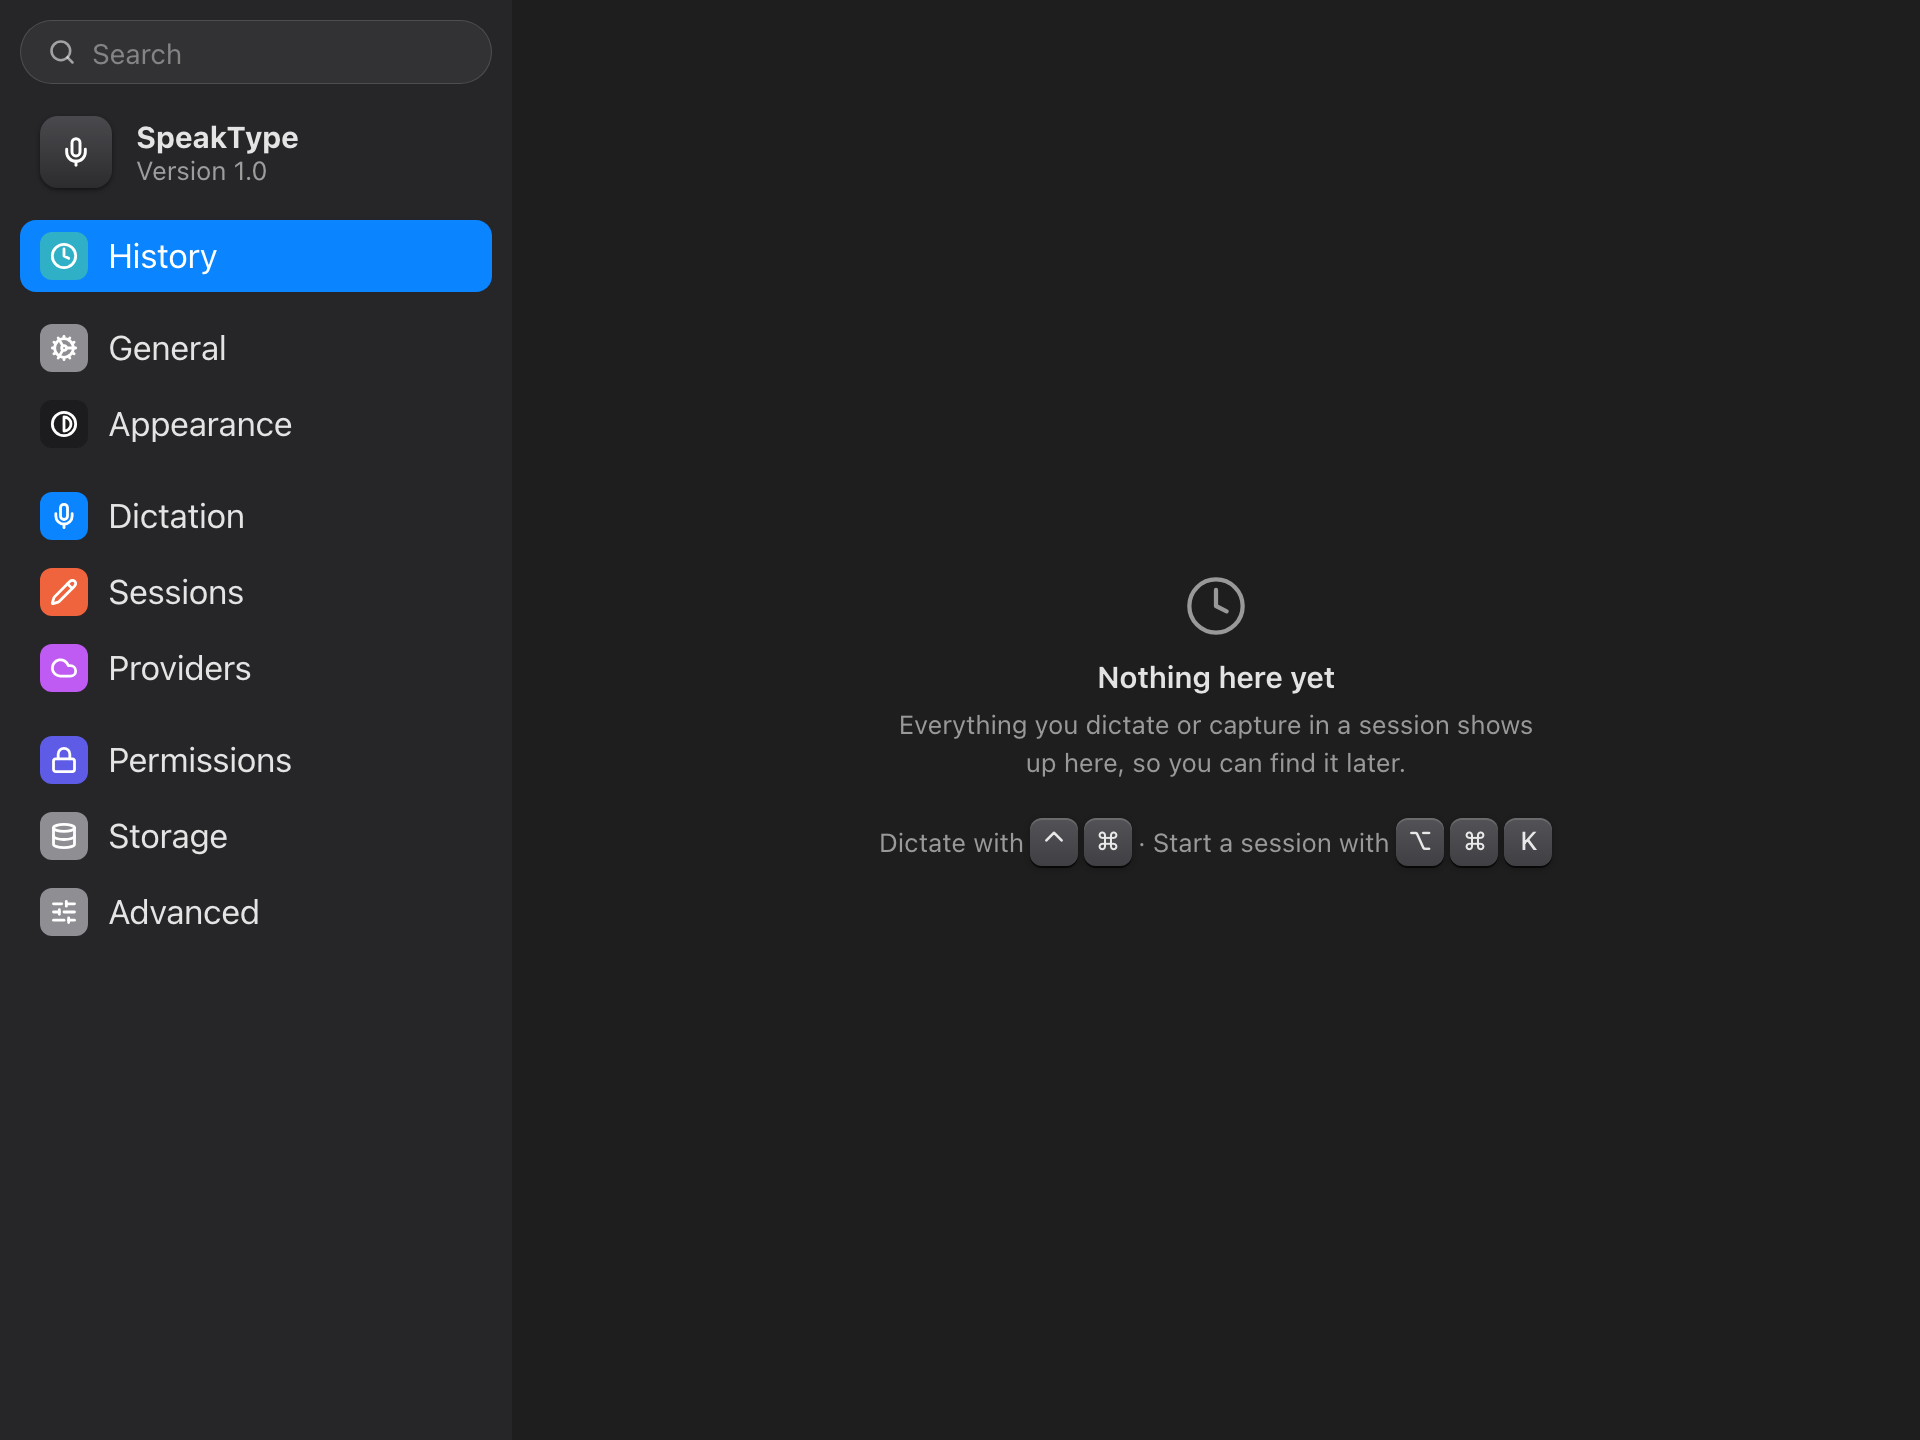 Search
SpeakType
Version 1.0
History
General
Appearance
Dictation
Sessions
Providers
Permissions
Storage
Advanced
Nothing here yet
Everything you dictate or capture in a session shows
up here, so you can find it later.
Dictate with ⌃ ⌘ · Start a session with ⌥ ⌘ K